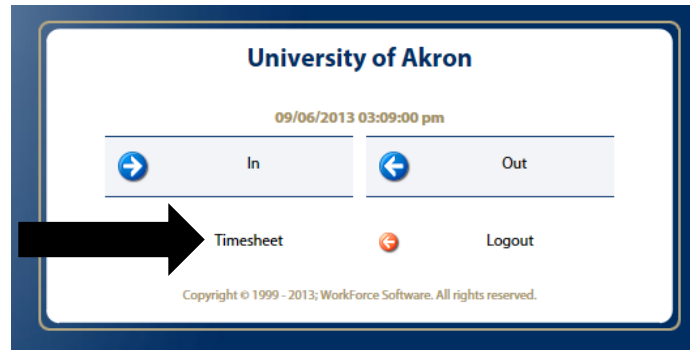 University of Akron
09/06/2013 03:09:00 pm
In Out
Timesheet Logout
Copyright © 1999 - 2013; WorkForce Software. All rights reserved.